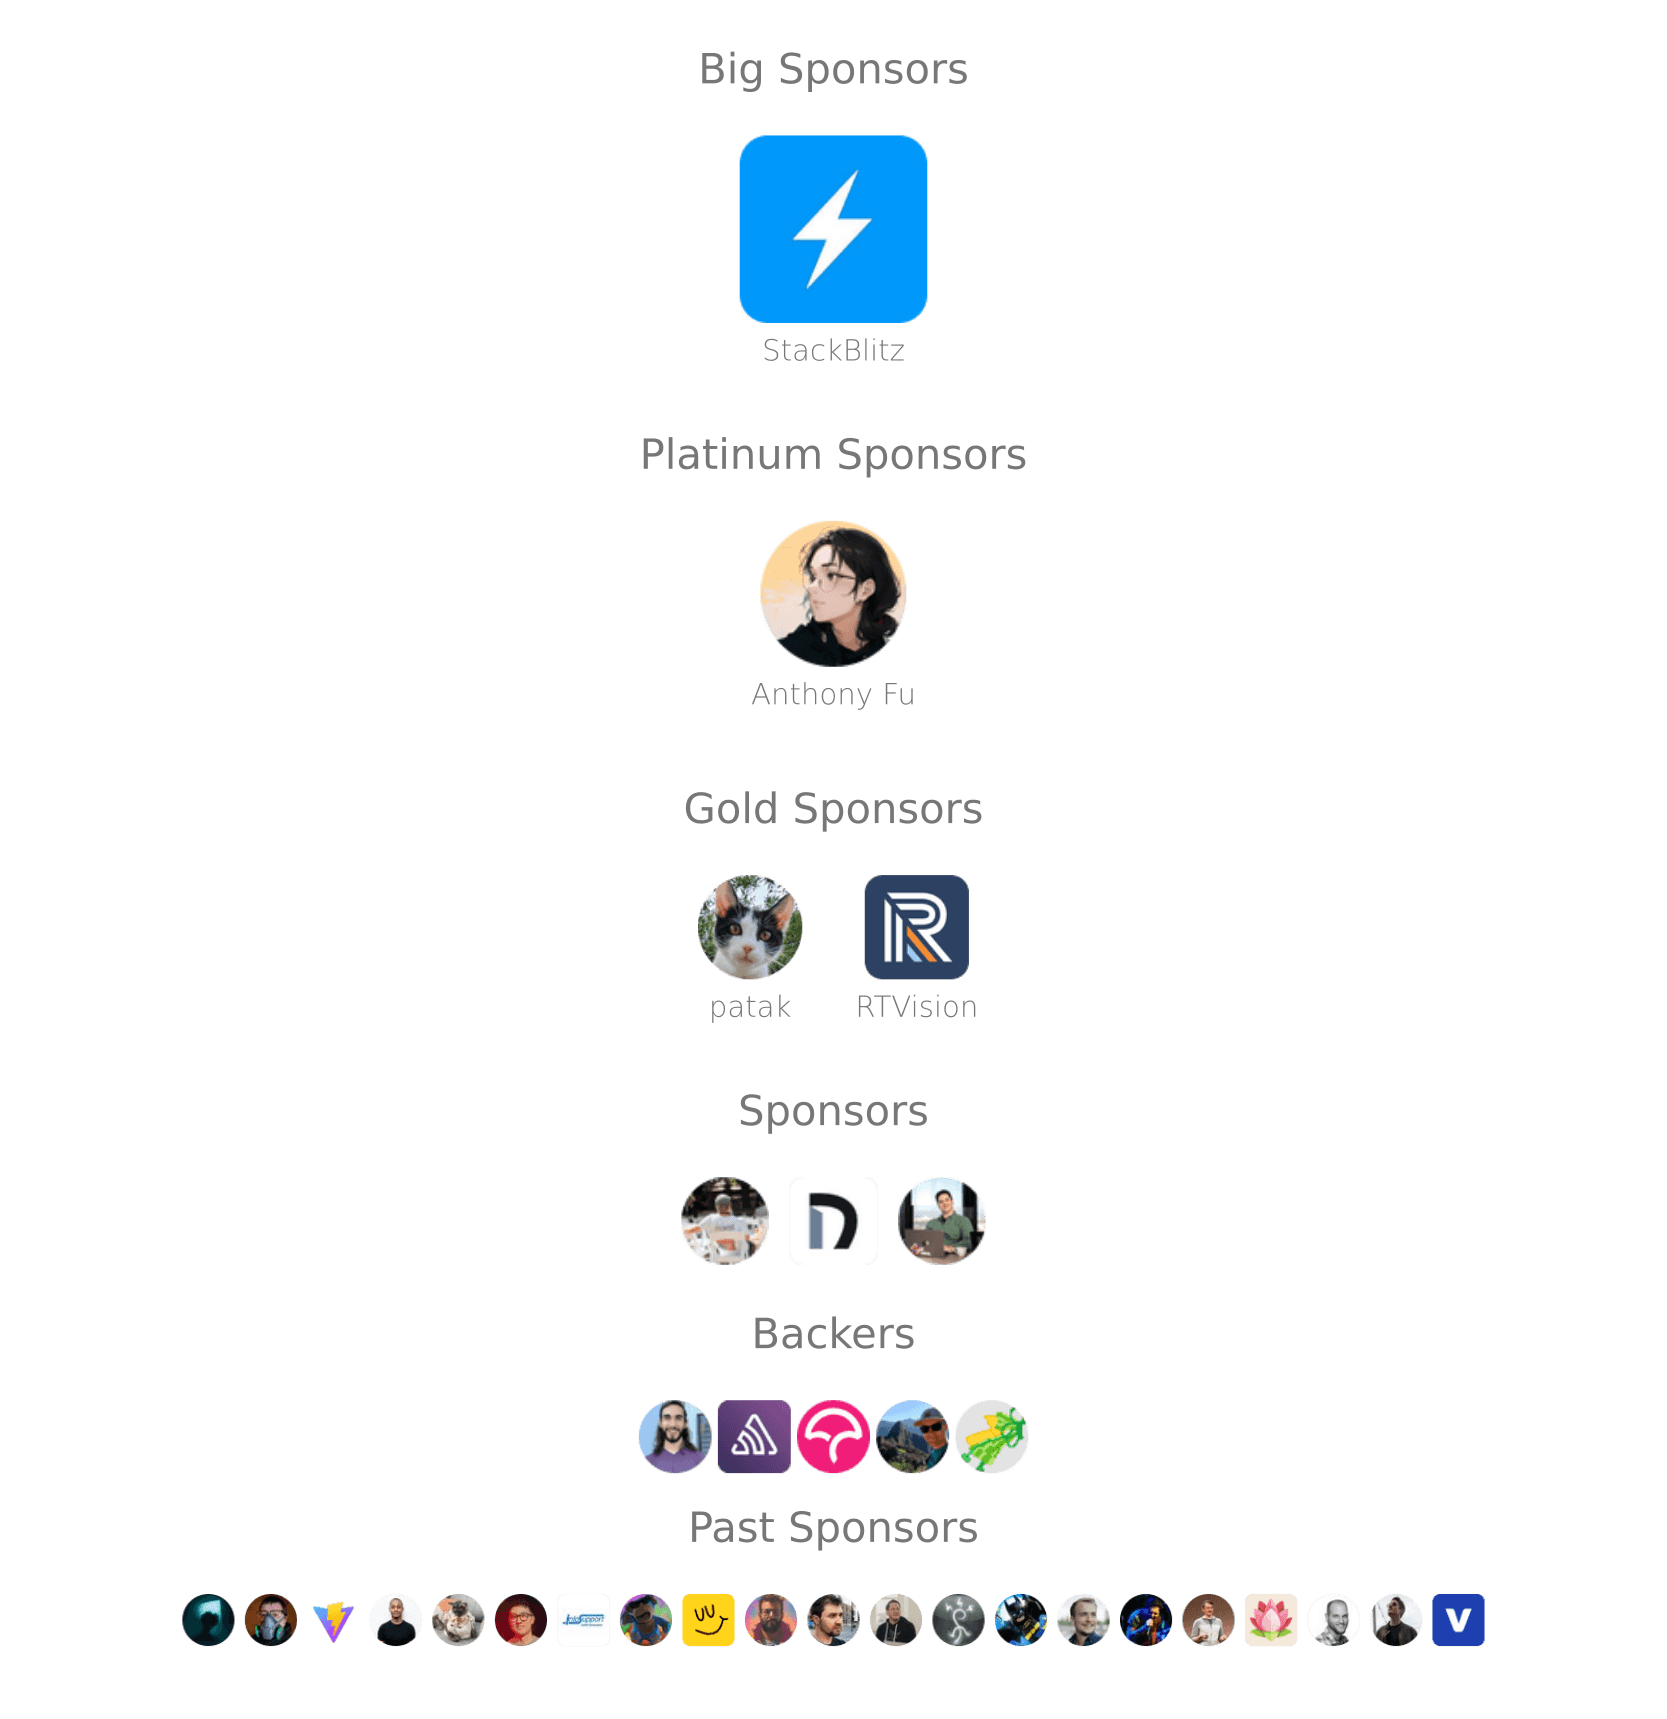 Big Sponsors
StackBlitz
Platinum Sponsors
Anthony Fu
Gold Sponsors
patak
RTVision
Sponsors
Backers
Past Sponsors
V